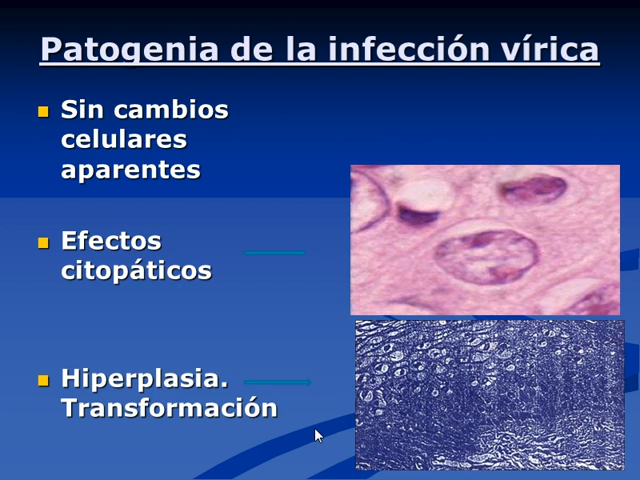 Patogenia de la infección vírica
Sin cambios
celulares
aparentes
Efectos
citopáticos
Hiperplasia.
Transformación